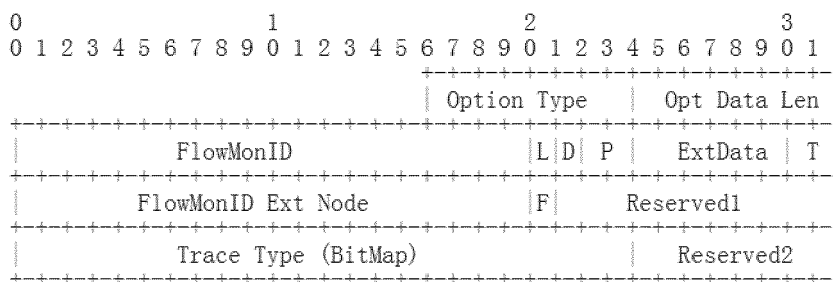 0 1 2 3
0 1 2 3 4 5 6 7 8 9 0 1 2 3 4 5 6 7 8 9 0 1 2 3 4 5 6 7 8 9 0 1
+-+-+-+-+-+-+-+-+-+-+-+-+-+-+-+-
| Option Type | Opt Data Len
+-+-+-+-+-+-+-+-+-+-+-+-+-+-+-+-+-+-+-+-+-+-+-+-+-+-+-+-+-+-+-+-
| FlowMonID |L|D| P | ExtData | T
+-+-+-+-+-+-+-+-+-+-+-+-+-+-+-+-+-+-+-+-+-+-+-+-+-+-+-+-+-+-+-+-
| FlowMonID Ext Node |F| Reserved1
+-+-+-+-+-+-+-+-+-+-+-+-+-+-+-+-+-+-+-+-+-+-+-+-+-+-+-+-+-+-+-+-
| Trace Type (BitMap) | Reserved2
+-+-+-+-+-+-+-+-+-+-+-+-+-+-+-+-+-+-+-+-+-+-+-+-+-+-+-+-+-+-+-+-